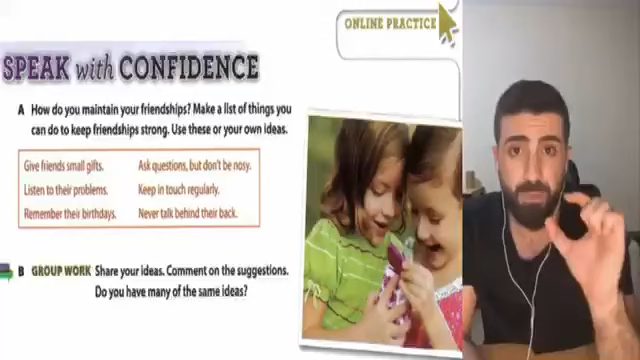 ONLINE PRACTICE
SPEAK with CONFIDENCE
A How do you maintain your friendships? Make a list of things you
can do to keep friendships strong. Use these or your own ideas.
Give friends small gifts. Ask questions, but don't be nosy.
Listen to their problems. Keep in touch regularly.
Remember their birthdays. Never talk behind their back.
B GROUP WORK Share your ideas. Comment on the suggestions.
Do you have many of the same ideas?